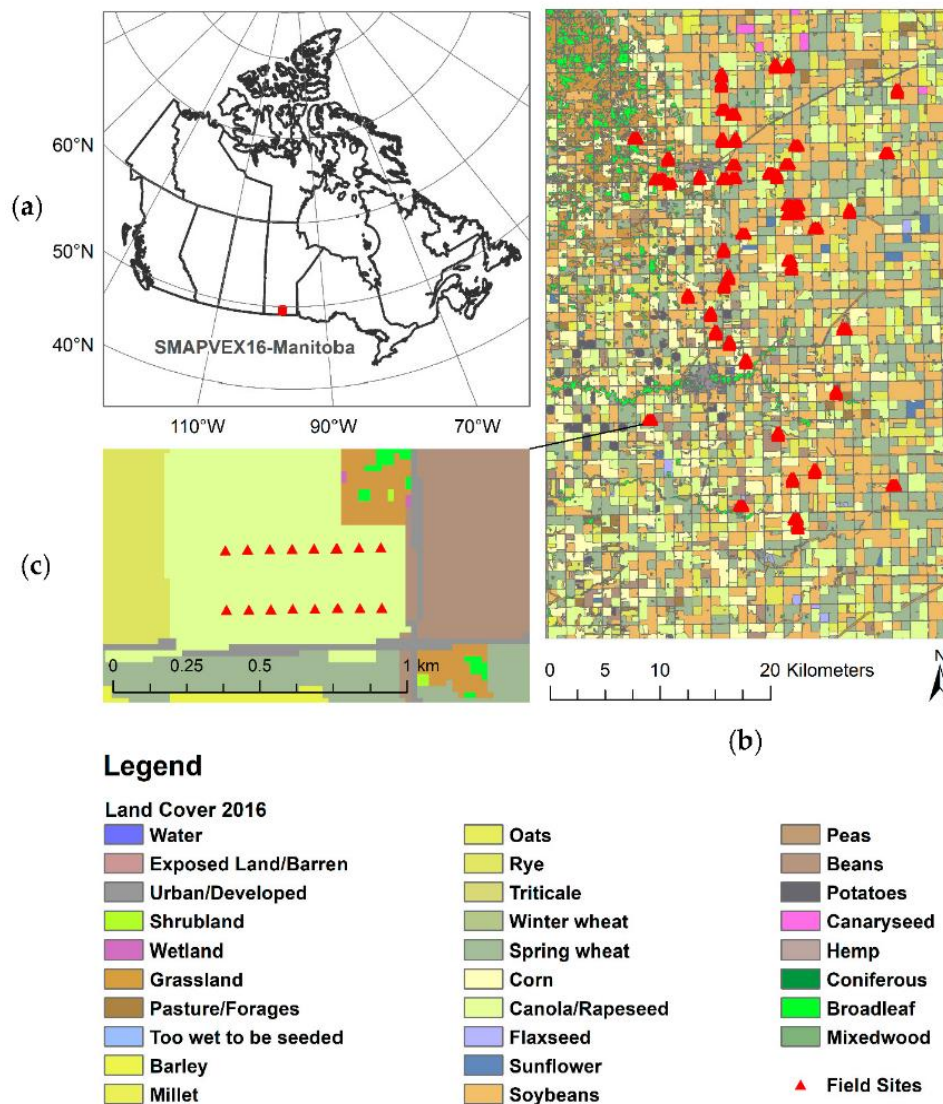 (a)
60°N
50°N
40°N
SMAPVEX16-Manitoba
110°W 90°W 70°W
(c)
0 0.25 0.5 1 km
0 5 10 20 Kilometers
N
(b)
Legend
Land Cover 2016
Water
Exposed Land/Barren
Urban/Developed
Shrubland
Wetland
Grassland
Pasture/Forages
Too wet to be seeded
Barley
Millet
Oats
Rye
Triticale
Winter wheat
Spring wheat
Corn
Canola/Rapeseed
Flaxseed
Sunflower
Soybeans
Peas
Beans
Potatoes
Canaryseed
Hemp
Coniferous
Broadleaf
Mixedwood
Field Sites